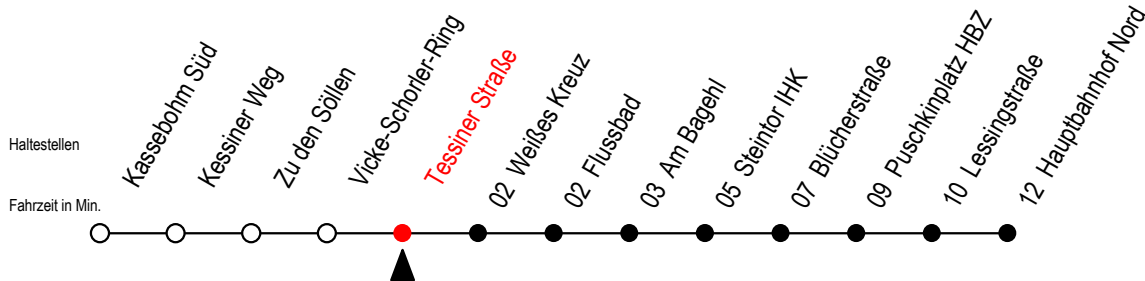 Haltestellen
Fahrzeit in Min.
Kassebohm Süd
Kessiner Weg
Zu den Söllen
Vicke-Schorler-Ring
Tessiner Straße
02 Weißes Kreuz
02 Flussbad
03 Am Bagehl
05 Steintor IHK
07 Blücherstraße
09 Puschkinplatz HBZ
10 Lessingstraße
12 Hauptbahnhof Nord